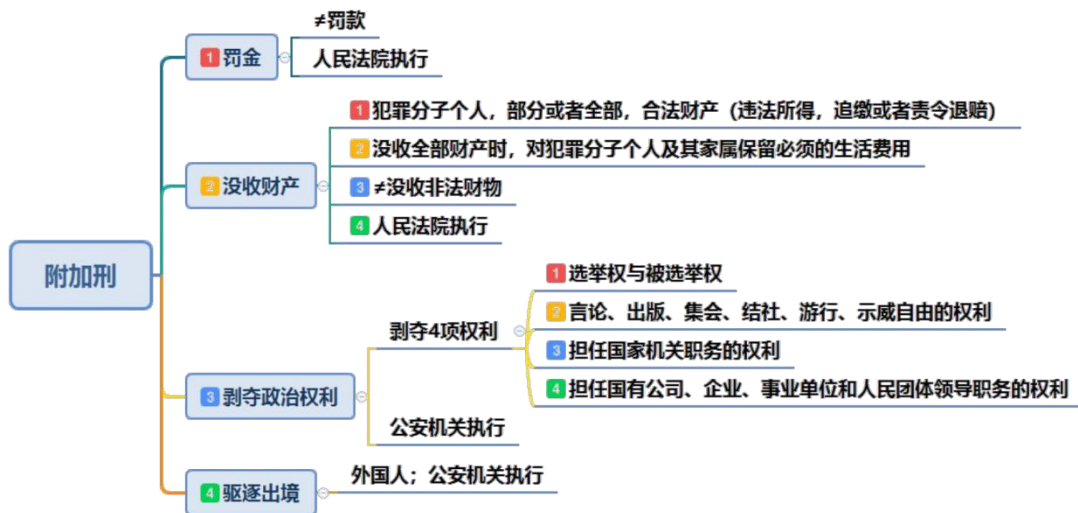 附加刑
1 罚金
≠罚款
人民法院执行
2 没收财产
1 犯罪分子个人，部分或者全部，合法财产（违法所得，追缴或者责令退赔）
2 没收全部财产时，对犯罪分子个人及其家属保留必须的生活费用
3 ≠没收非法财物
4 人民法院执行
3 剥夺政治权利
剥夺4项权利
1 选举权与被选举权
2 言论、出版、集会、结社、游行、示威自由的权利
3 担任国家机关职务的权利
4 担任国有公司、企业、事业单位和人民团体领导职务的权利
公安机关执行
4 驱逐出境
外国人；公安机关执行